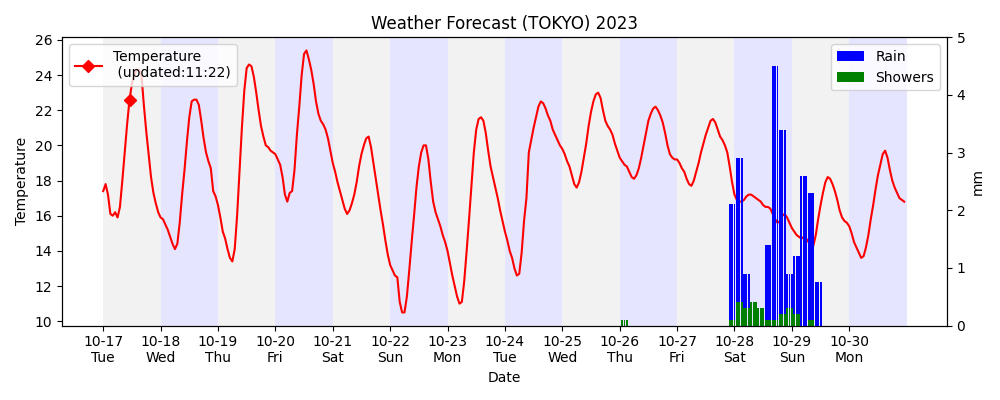 Weather Forecast (TOKYO) 2023
Temperature
(updated:11:22)
Rain
Showers
26
24
22
20
18
16
14
12
10
Temperature
5
4
3
2
1
0
mm
10-17 10-18 10-19 10-20 10-21 10-22 10-23 10-24 10-25 10-26 10-27 10-28 10-29 10-30
Tue Wed Thu Fri Sat Sun Mon Tue Wed Thu Fri Sat Sun Mon
Date